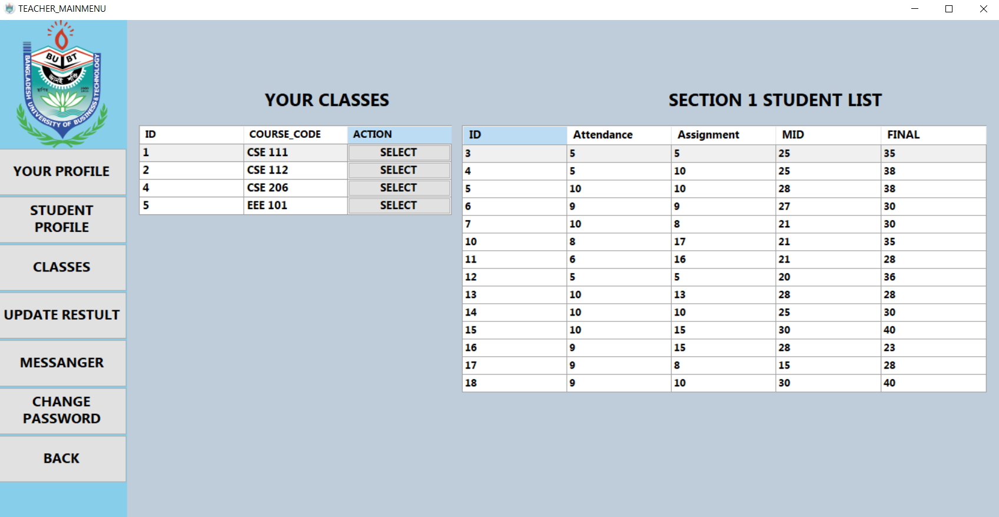 TEACHER_MAINMENU
BU BT
BANGLADESH UNIVERSITY OF BUSINESS & TECHNOLOGY
জ্ঞানই শক্তি
স্থাপিত
YOUR PROFILE
STUDENT
PROFILE
CLASSES
UPDATE RESTULT
MESSANGER
CHANGE
PASSWORD
BACK
YOUR CLASSES
ID COURSE_CODE ACTION
1 CSE 111 SELECT
2 CSE 112 SELECT
4 CSE 206 SELECT
5 EEE 101 SELECT
SECTION 1 STUDENT LIST
ID Attendance Assignment MID FINAL
3 5 5 25 35
4 5 10 25 38
5 10 10 28 38
6 9 9 27 30
7 10 8 21 30
10 8 17 21 35
11 6 16 21 28
12 5 5 20 36
13 10 13 28 28
14 10 10 25 30
15 10 15 30 40
16 9 15 28 23
17 9 8 15 28
18 9 10 30 40